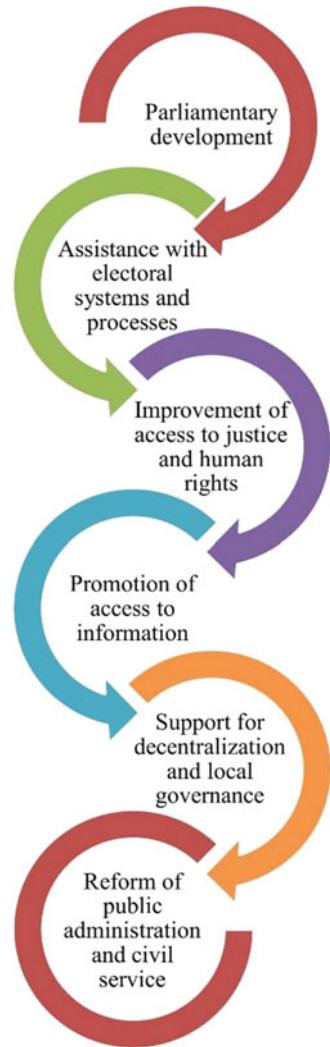 Parliamentary
development
Assistance with
electoral
systems and
processes
Improvement of
access to justice
and human
rights
Promotion of
access to
information
Support for
decentralization
and local
governance
Reform of
public
administration
and civil
service